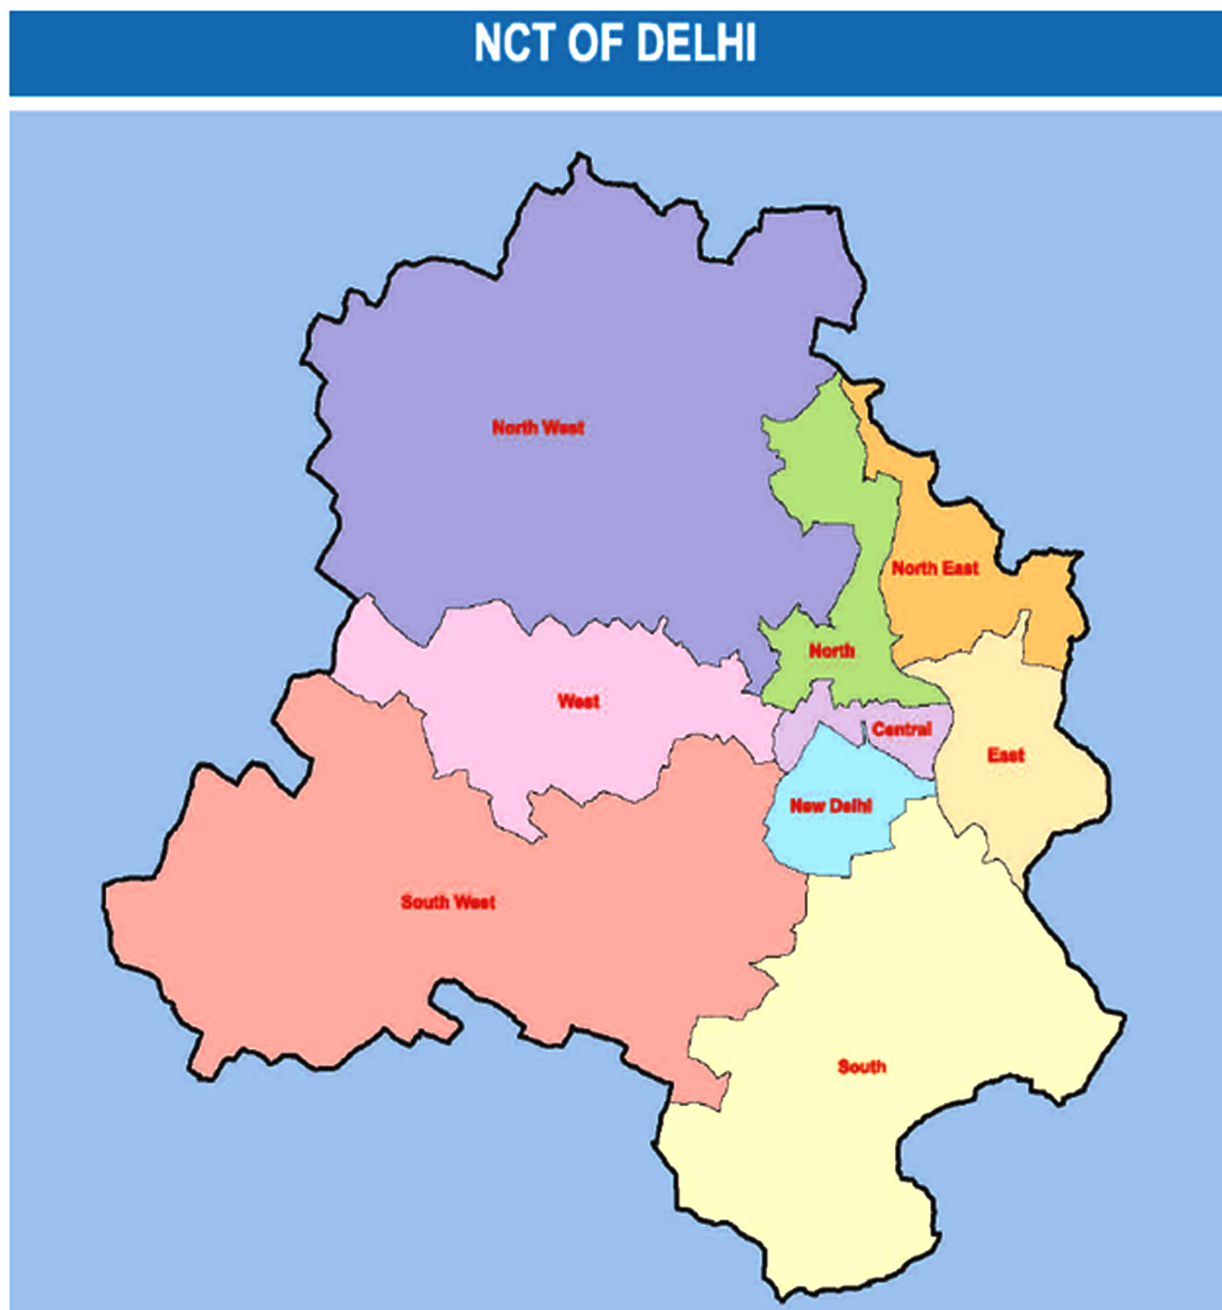 NCT OF DELHI
North West
North East
North
West
Central
East
New Delhi
South West
South